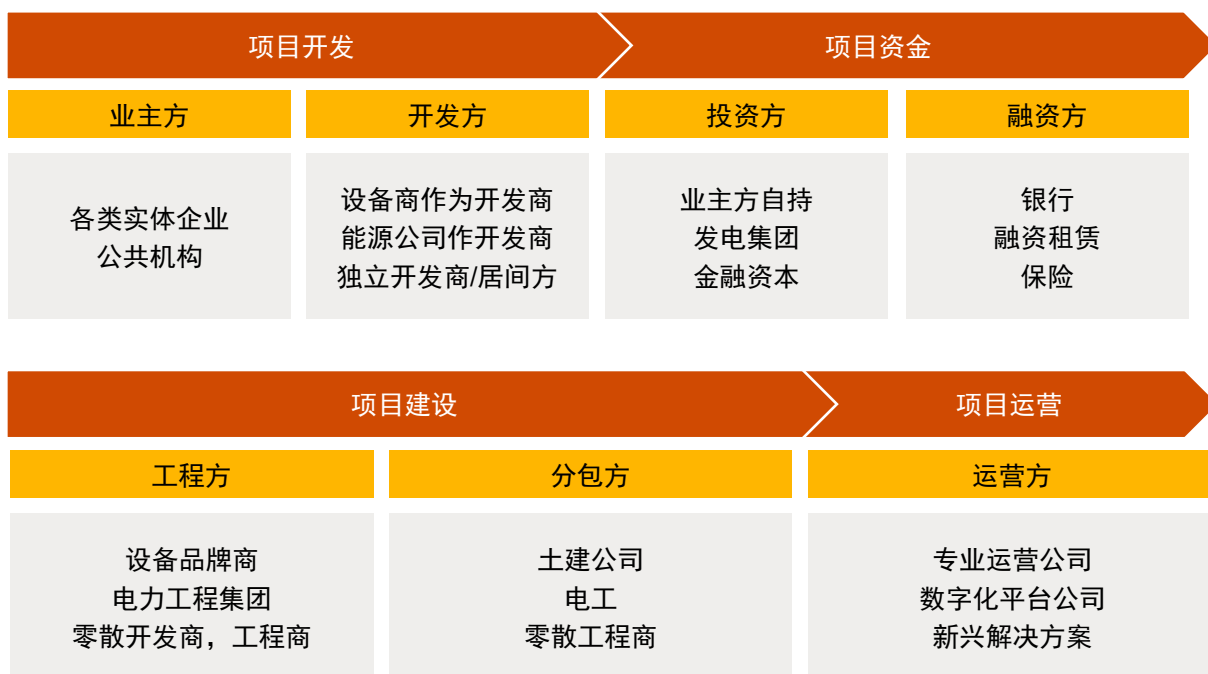 项目开发
项目资金
业主方
开发方
投资方
融资方
各类实体企业
公共机构
设备商作为开发商
能源公司作开发商
独立开发商/居间方
业主方自持
发电集团
金融资本
银行
融资租赁
保险
项目建设
项目运营
工程方
分包方
运营方
设备品牌商
电力工程集团
零散开发商，工程商
土建公司
电工
零散工程商
专业运营公司
数字化平台公司
新兴解决方案